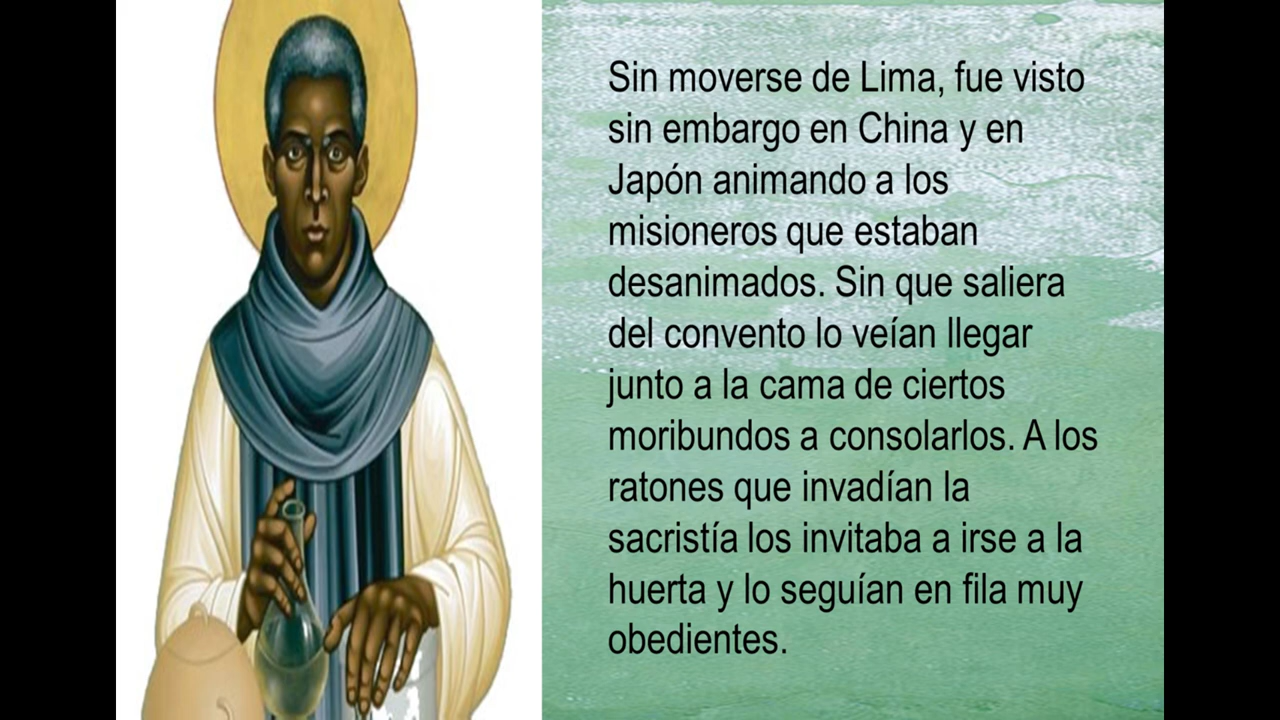 Sin moverse de Lima, fue visto
sin embargo en China y en
Japón animando a los
misioneros que estaban
desanimados. Sin que saliera
del convento lo veían llegar
junto a la cama de ciertos
moribundos a consolarlos. A los
ratones que invadían la
sacristía los invitaba a irse a la
huerta y lo seguían en fila muy
obedientes.